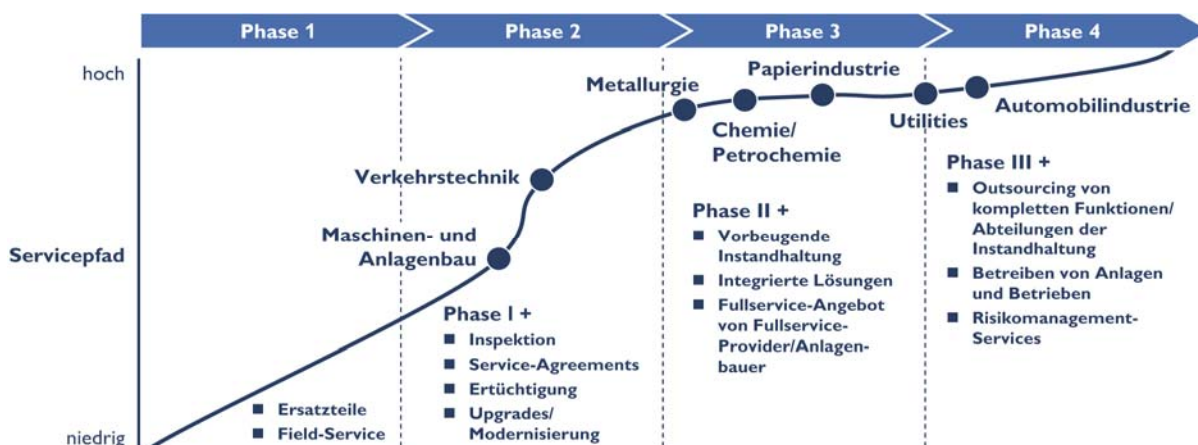 Phase 1
Phase 2
Phase 3
Phase 4
hoch
Servicepfad
niedrig
Ersatzteile
Field-Service
Maschinen- und
Anlagenbau
Verkehrstechnik
Phase I +
Inspektion
Service-Agreements
Ertüchtigung
Upgrades/
Modernisierung
Metallurgie
Chemie/
Petrochemie
Papierindustrie
Utilities
Phase II +
Vorbeugende
Instandhaltung
Integrierte Lösungen
Fullservice-Angebot
von Fullservice-
Provider/Anlagen-
bauer
Automobilindustrie
Phase III +
Outsourcing von
kompletten Funktionen/
Abteilungen der
Instandhaltung
Betreiben von Anlagen
und Betrieben
Risikomanagement-
Services